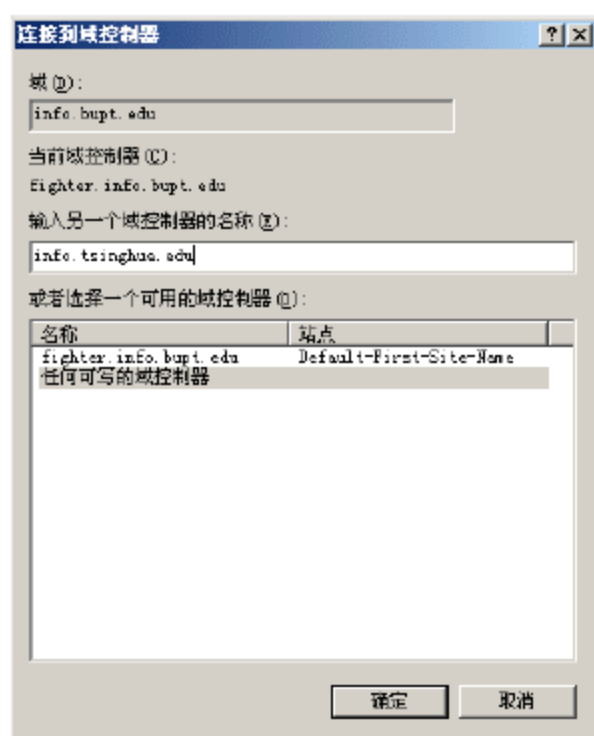 连接到域控制器
域(D):
info.bupt.edu
当前域控制器(C):
fighter.info.bupt.edu
输入另一个域控制器的名称(E):
info.tsinghua.edu
或者选择一个可用的域控制器(O):
名称 站点
fighter.info.bupt.edu Default-First-Site-Name
任何可写的域控制器
确定 取消